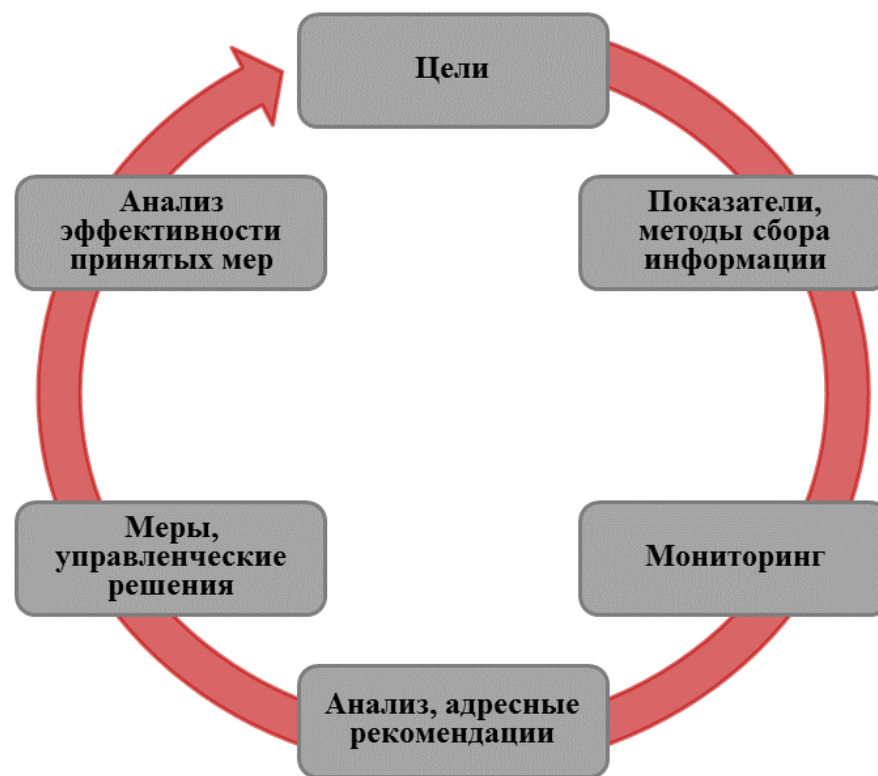 Цели
Показатели,
методы сбора
информации
Мониторинг
Анализ, адресные
рекомендации
Меры,
управленческие
решения
Анализ
эффективности
принятых мер